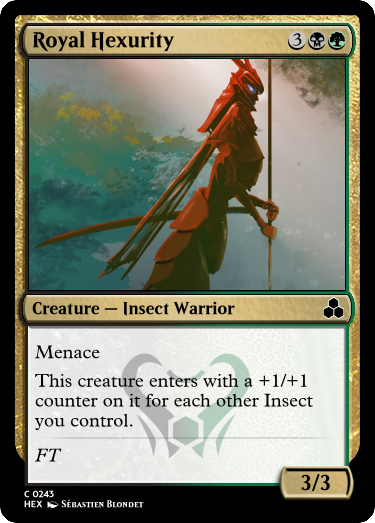 Royal Hexurity 3
Creature — Insect Warrior
Menace
This creature enters with a +1/+1
counter on it for each other Insect
you control.
FT
3/3
C 0243
HEX Sébastien Blondet